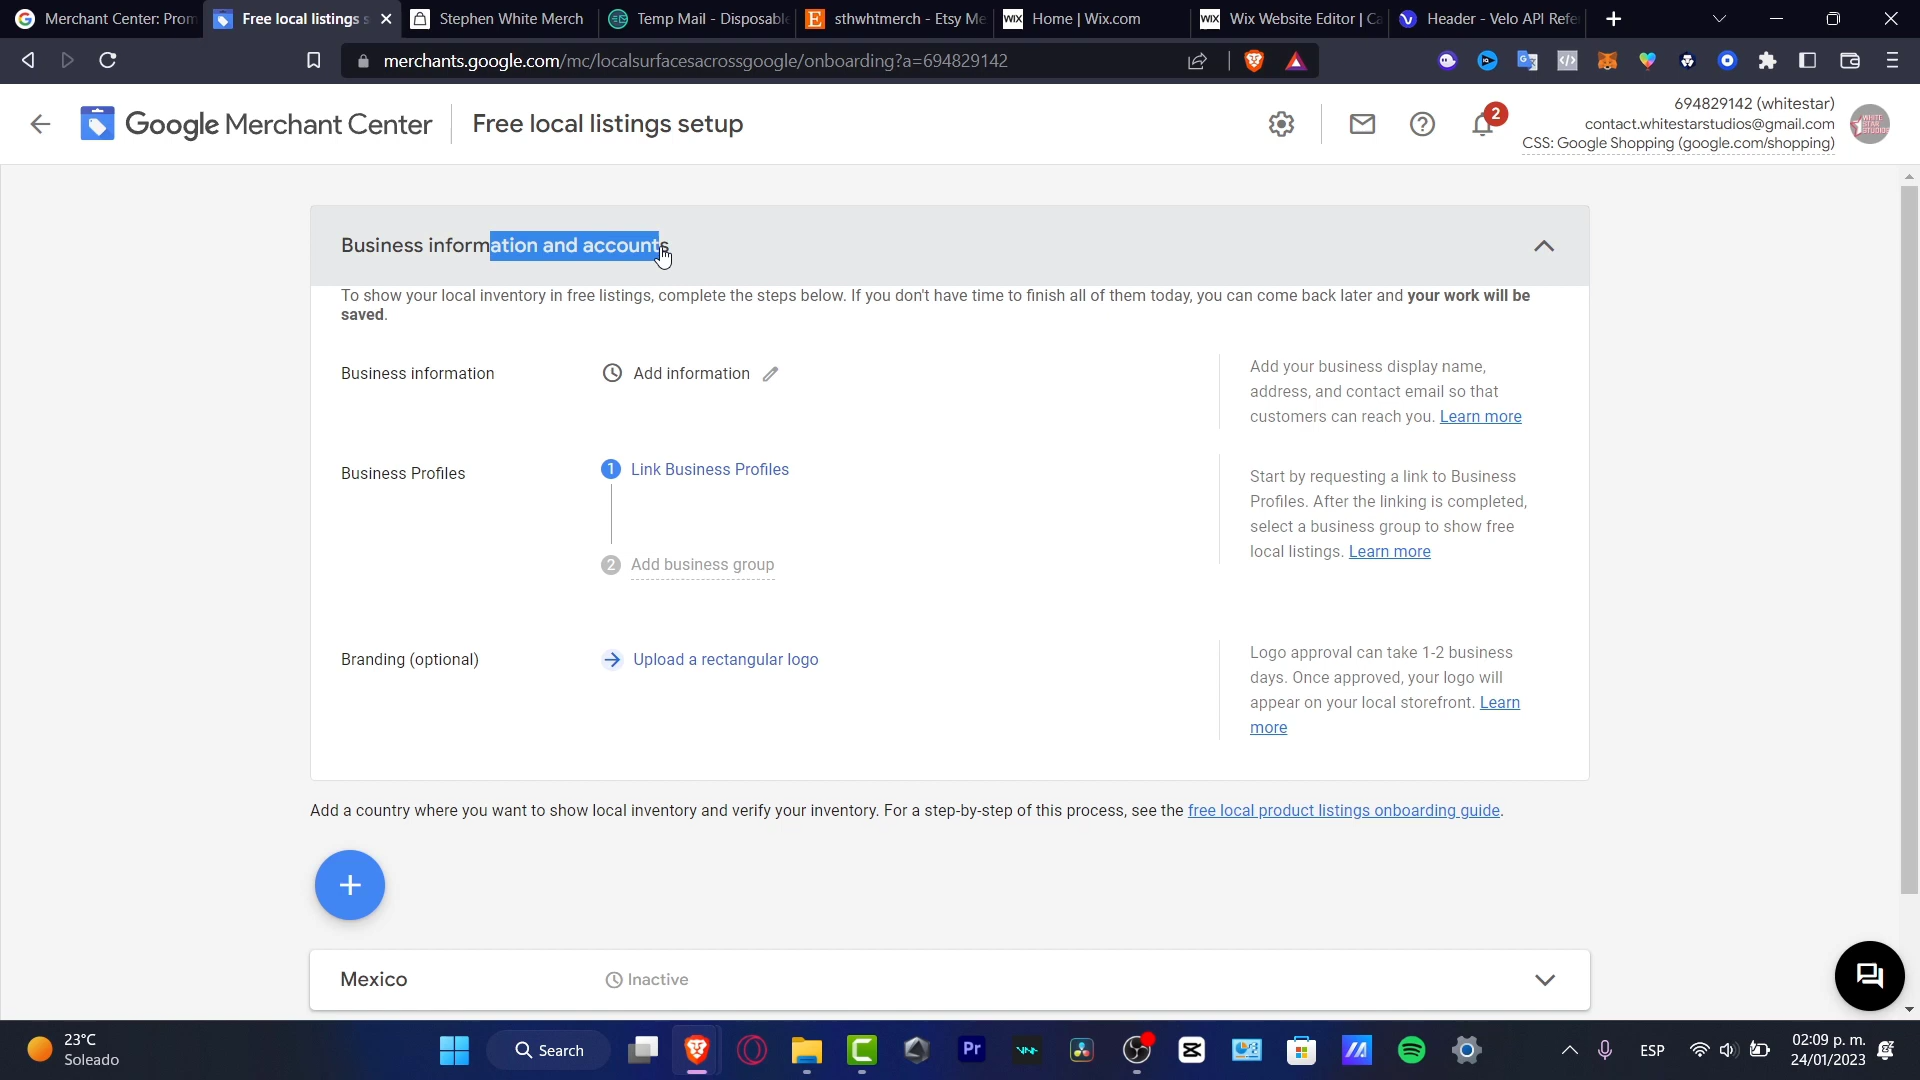 Merchant Center: Prom
Free local listings s
Stephen White Merch
Temp Mail - Disposable
sthwhtmerch - Etsy Me
WIX Home | Wix.com
WIX Wix Website Editor | Ca
Header - Velo API Refe
merchants.google.com/mc/localsurfacesacrossgoogle/onboarding?a=694829142
Google Merchant Center
Free local listings setup
2
694829142 (whitestar)
contact.whitestarstudios@gmail.com
CSS: Google Shopping (google.com/shopping)
Business information and accounts
To show your local inventory in free listings, complete the steps below. If you don't have time to finish all of them today, you can come back later and your work will be
saved.
Business information
Add information
Add your business display name,
address, and contact email so that
customers can reach you. Learn more
Business Profiles
1 Link Business Profiles
2 Add business group
Start by requesting a link to Business
Profiles. After the linking is completed,
select a business group to show free
local listings. Learn more
Branding (optional)
Upload a rectangular logo
Logo approval can take 1-2 business
days. Once approved, your logo will
appear on your local storefront. Learn
more
Add a country where you want to show local inventory and verify your inventory. For a step-by-step of this process, see the free local product listings onboarding guide.
Mexico
Inactive
23°C
Soleado
Search
Pr
ESP
02:09 p. m.
24/01/2023